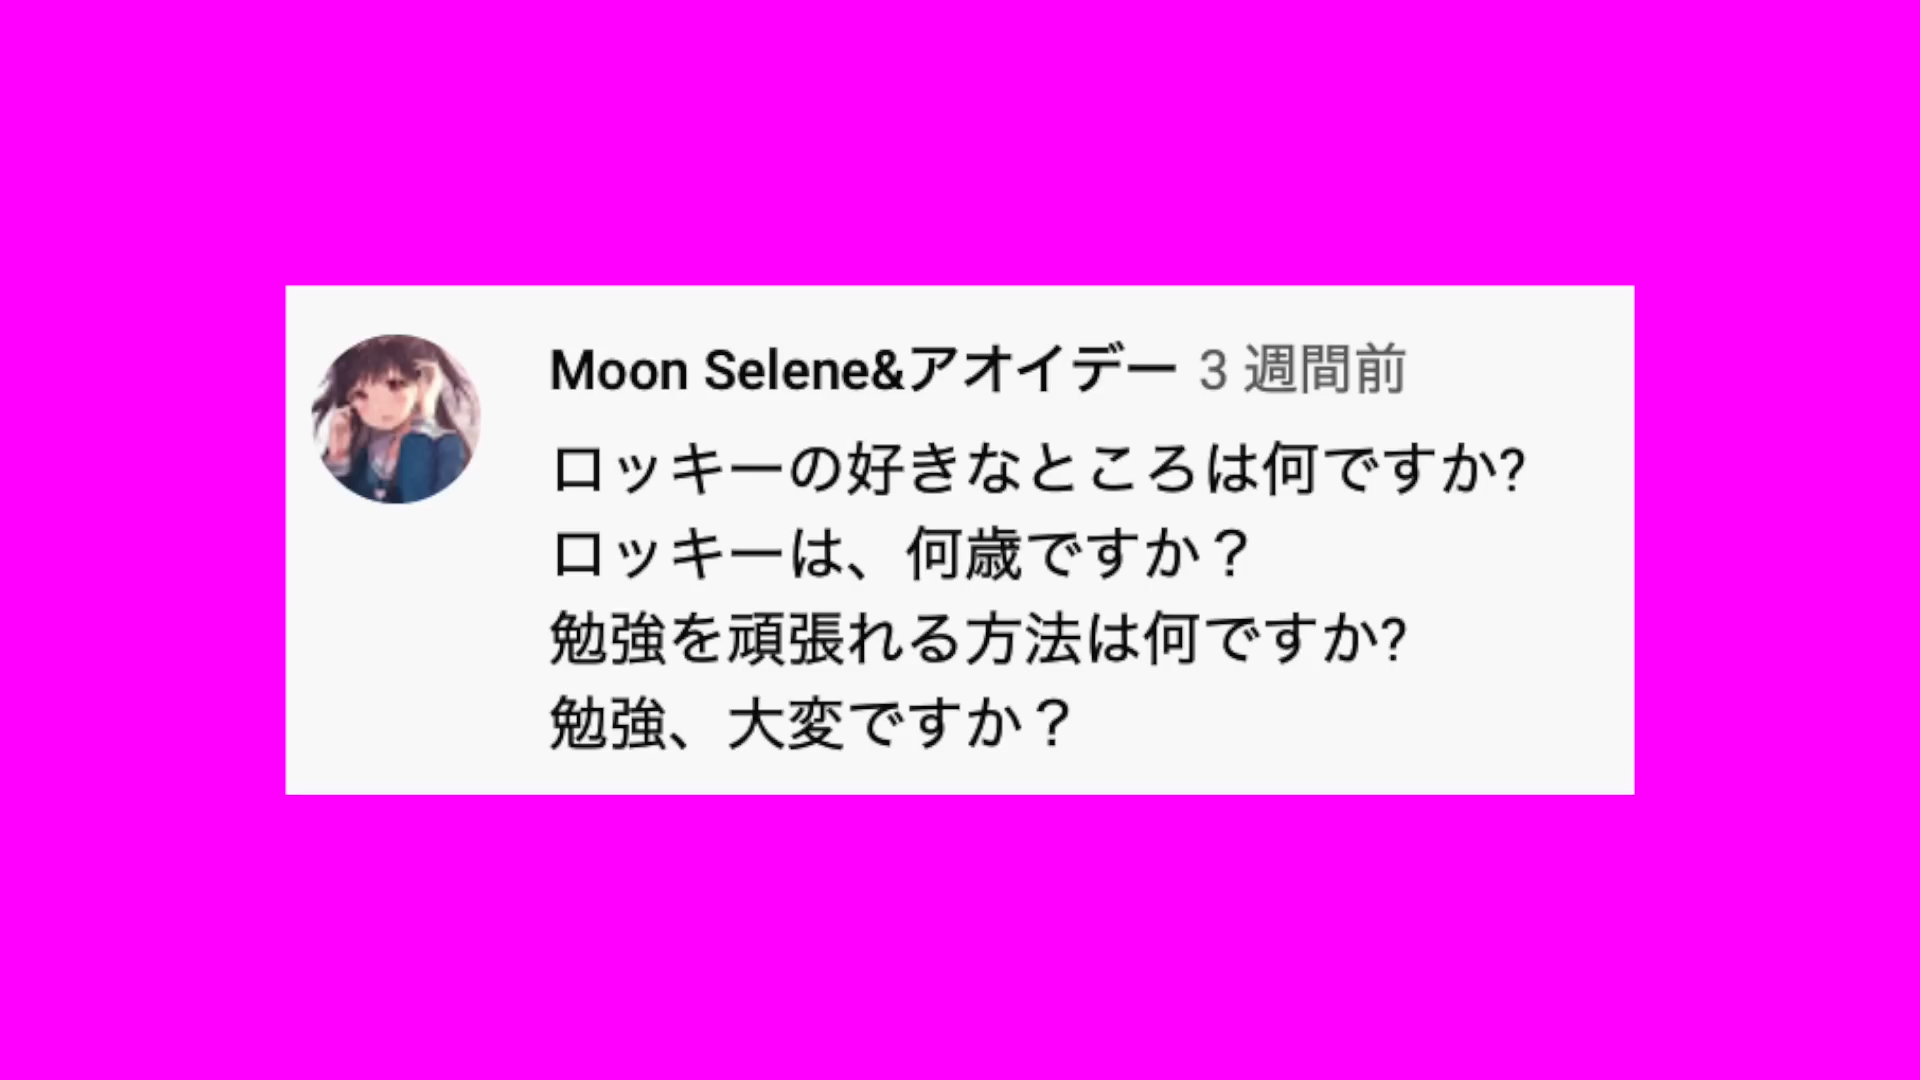 Moon Selene&アオイデー 3 週間前
ロッキーの好きなところは何ですか?
ロッキーは、何歳ですか？
勉強を頑張れる方法は何ですか?
勉強、大変ですか？